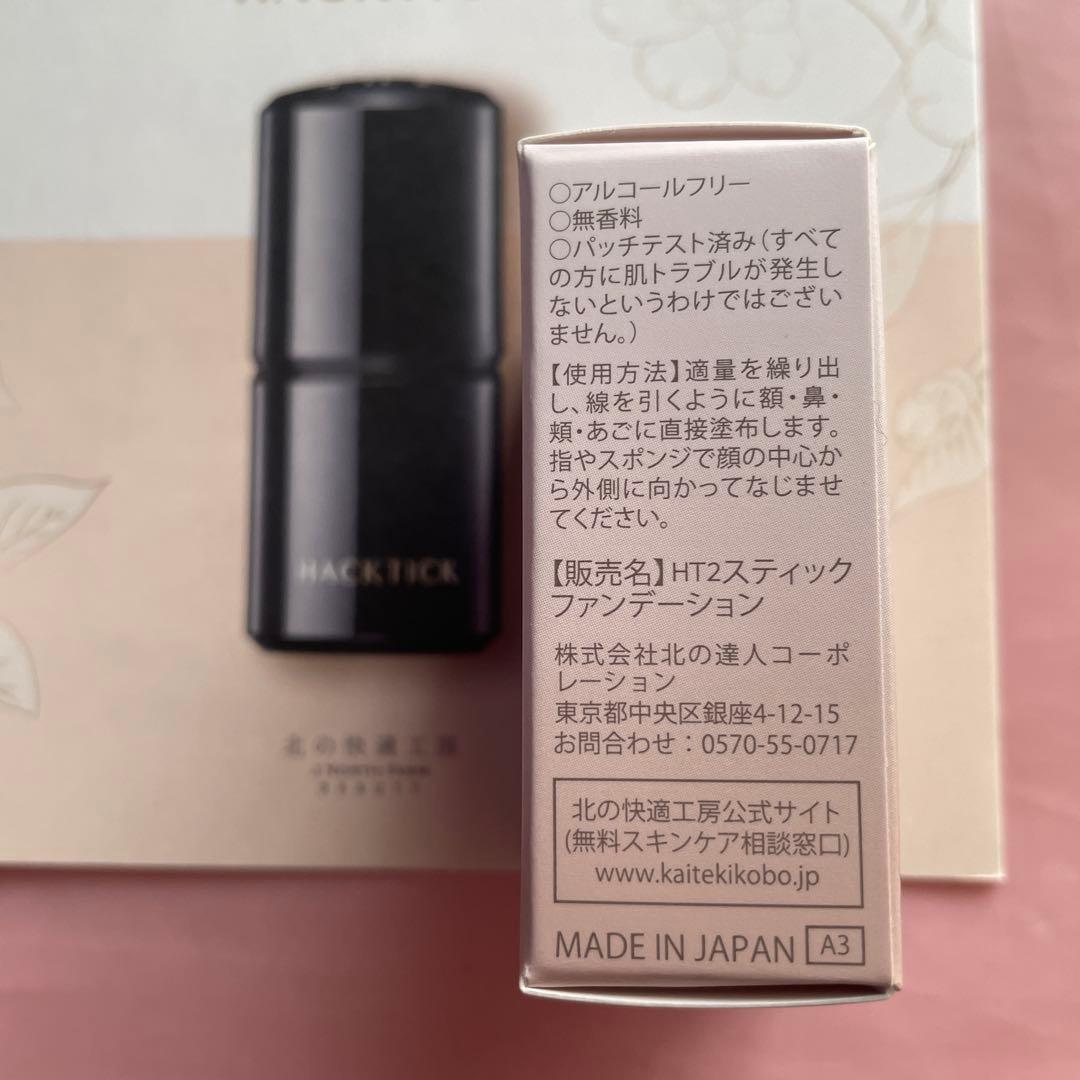 HACKTICK
北の快適工房
J NORTH FARM
BEAUTY
○アルコールフリー
○無香料
○パッチテスト済み(すべて
の方に肌トラブルが発生し
ないというわけではござい
ません。)
【使用方法】適量を繰り出
し、線を引くように額・鼻・
頬・あごに直接塗布します。
指やスポンジで顔の中心か
ら外側に向かってなじませ
てください。
【販売名】HT2スティック
ファンデーション
株式会社北の達人コーポ
レーション
東京都中央区銀座4-12-15
お問合わせ：0570-55-0717
北の快適工房公式サイト
(無料スキンケア相談窓口)
www.kaitekikobo.jp
MADE IN JAPAN A3